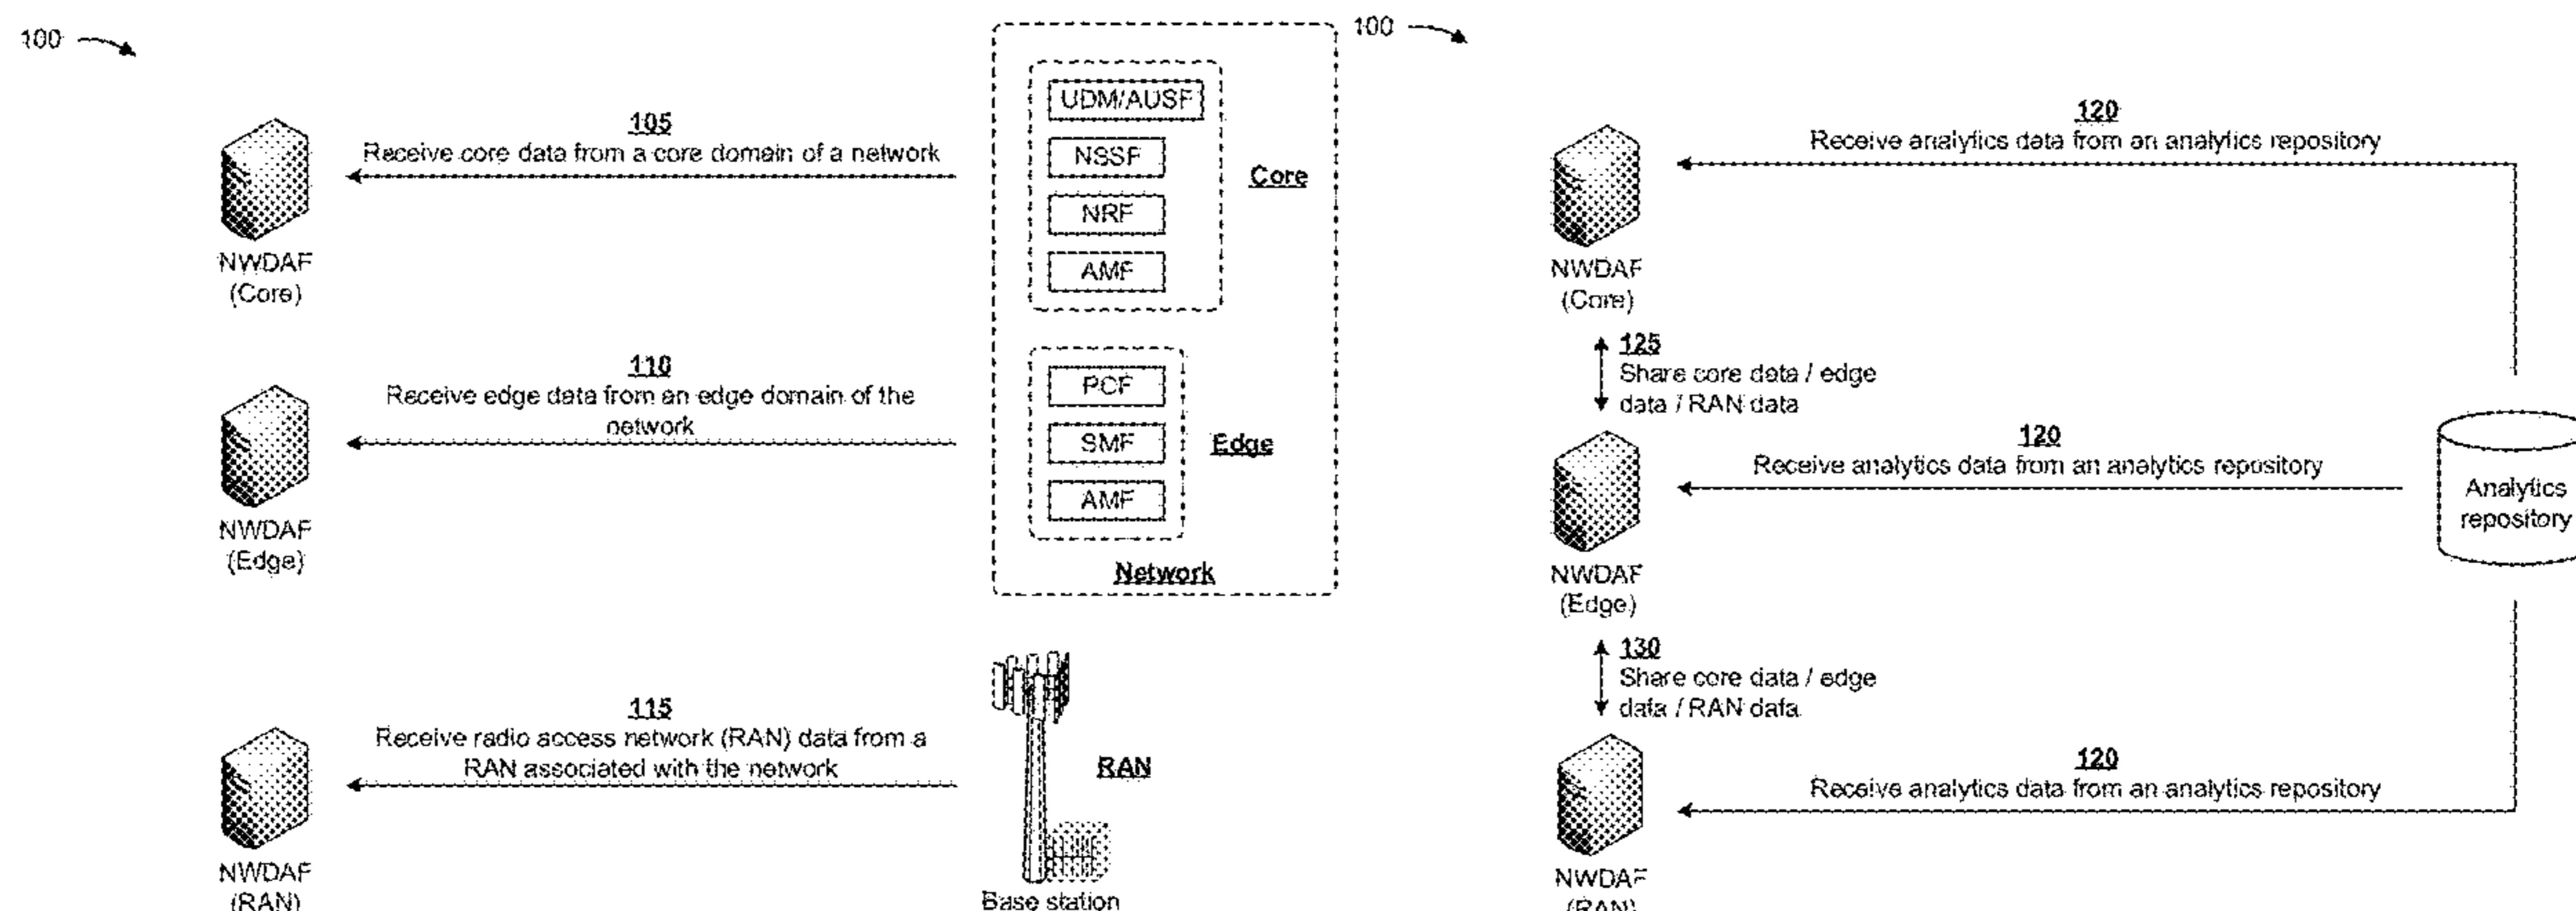 100
105
Receive core data from a core domain of a network
NWDAF
(Core)
UDM/AUSF
NSSF
NRF
AMF
Core
110
Receive edge data from an edge domain of the
network
NWDAF
(Edge)
PCF
SMF
AMF
Edge
Network
115
Receive radio access network (RAN) data from a
RAN associated with the network
NWDAF
(RAN)
RAN
Base station
100
120
Receive analytics data from an analytics repository
NWDAF
(Core)
125
Share core data / edge
data / RAN data
120
Receive analytics data from an analytics repository
NWDAF
(Edge)
Analytics
repository
130
Share core data / edge
data / RAN data
120
Receive analytics data from an analytics repository
NWDAF
(RAN)